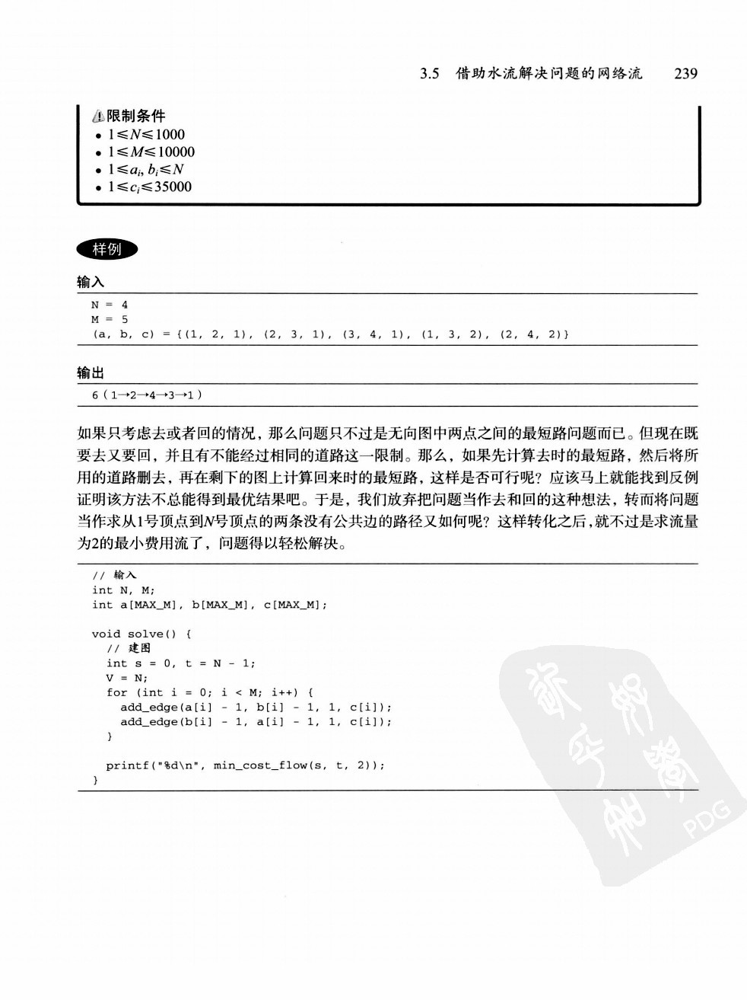 3.5 借助水流解决问题的网络流 239
限制条件
• 1≤N≤1000
• 1≤M≤10000
• 1≤aᵢ, bᵢ≤N
• 1≤cᵢ≤35000
样例
输入
N = 4
M = 5
(a, b, c) = {(1, 2, 1), (2, 3, 1), (3, 4, 1), (1, 3, 2), (2, 4, 2)}
输出
6（1→2→4→3→1）
如果只考虑去或者回的情况，那么问题只不过是无向图中两点之间的最短路问题而已。但现在既
要去又要回，并且有不能经过相同的道路这一限制。那么，如果先计算去时的最短路，然后将所
用的道路删去，再在剩下的图上计算回来时的最短路，这样是否可行呢？应该马上就能找到反例
证明该方法不总能得到最优结果吧。于是，我们放弃把问题当作去和回的这种想法，转而将问题
当作求从1号顶点到N号顶点的两条没有公共边的路径又如何呢？这样转化之后，就不过是求流量
为2的最小费用流了，问题得以轻松解决。
// 输入
int N, M;
int a[MAX_M], b[MAX_M], c[MAX_M];
void solve() {
// 建图
int s = 0, t = N - 1;
V = N;
for (int i = 0; i < M; i++) {
add_edge(a[i] - 1, b[i] - 1, 1, c[i]);
add_edge(b[i] - 1, a[i] - 1, 1, c[i]);
}
printf("%d\n", min_cost_flow(s, t, 2));
}
PDG